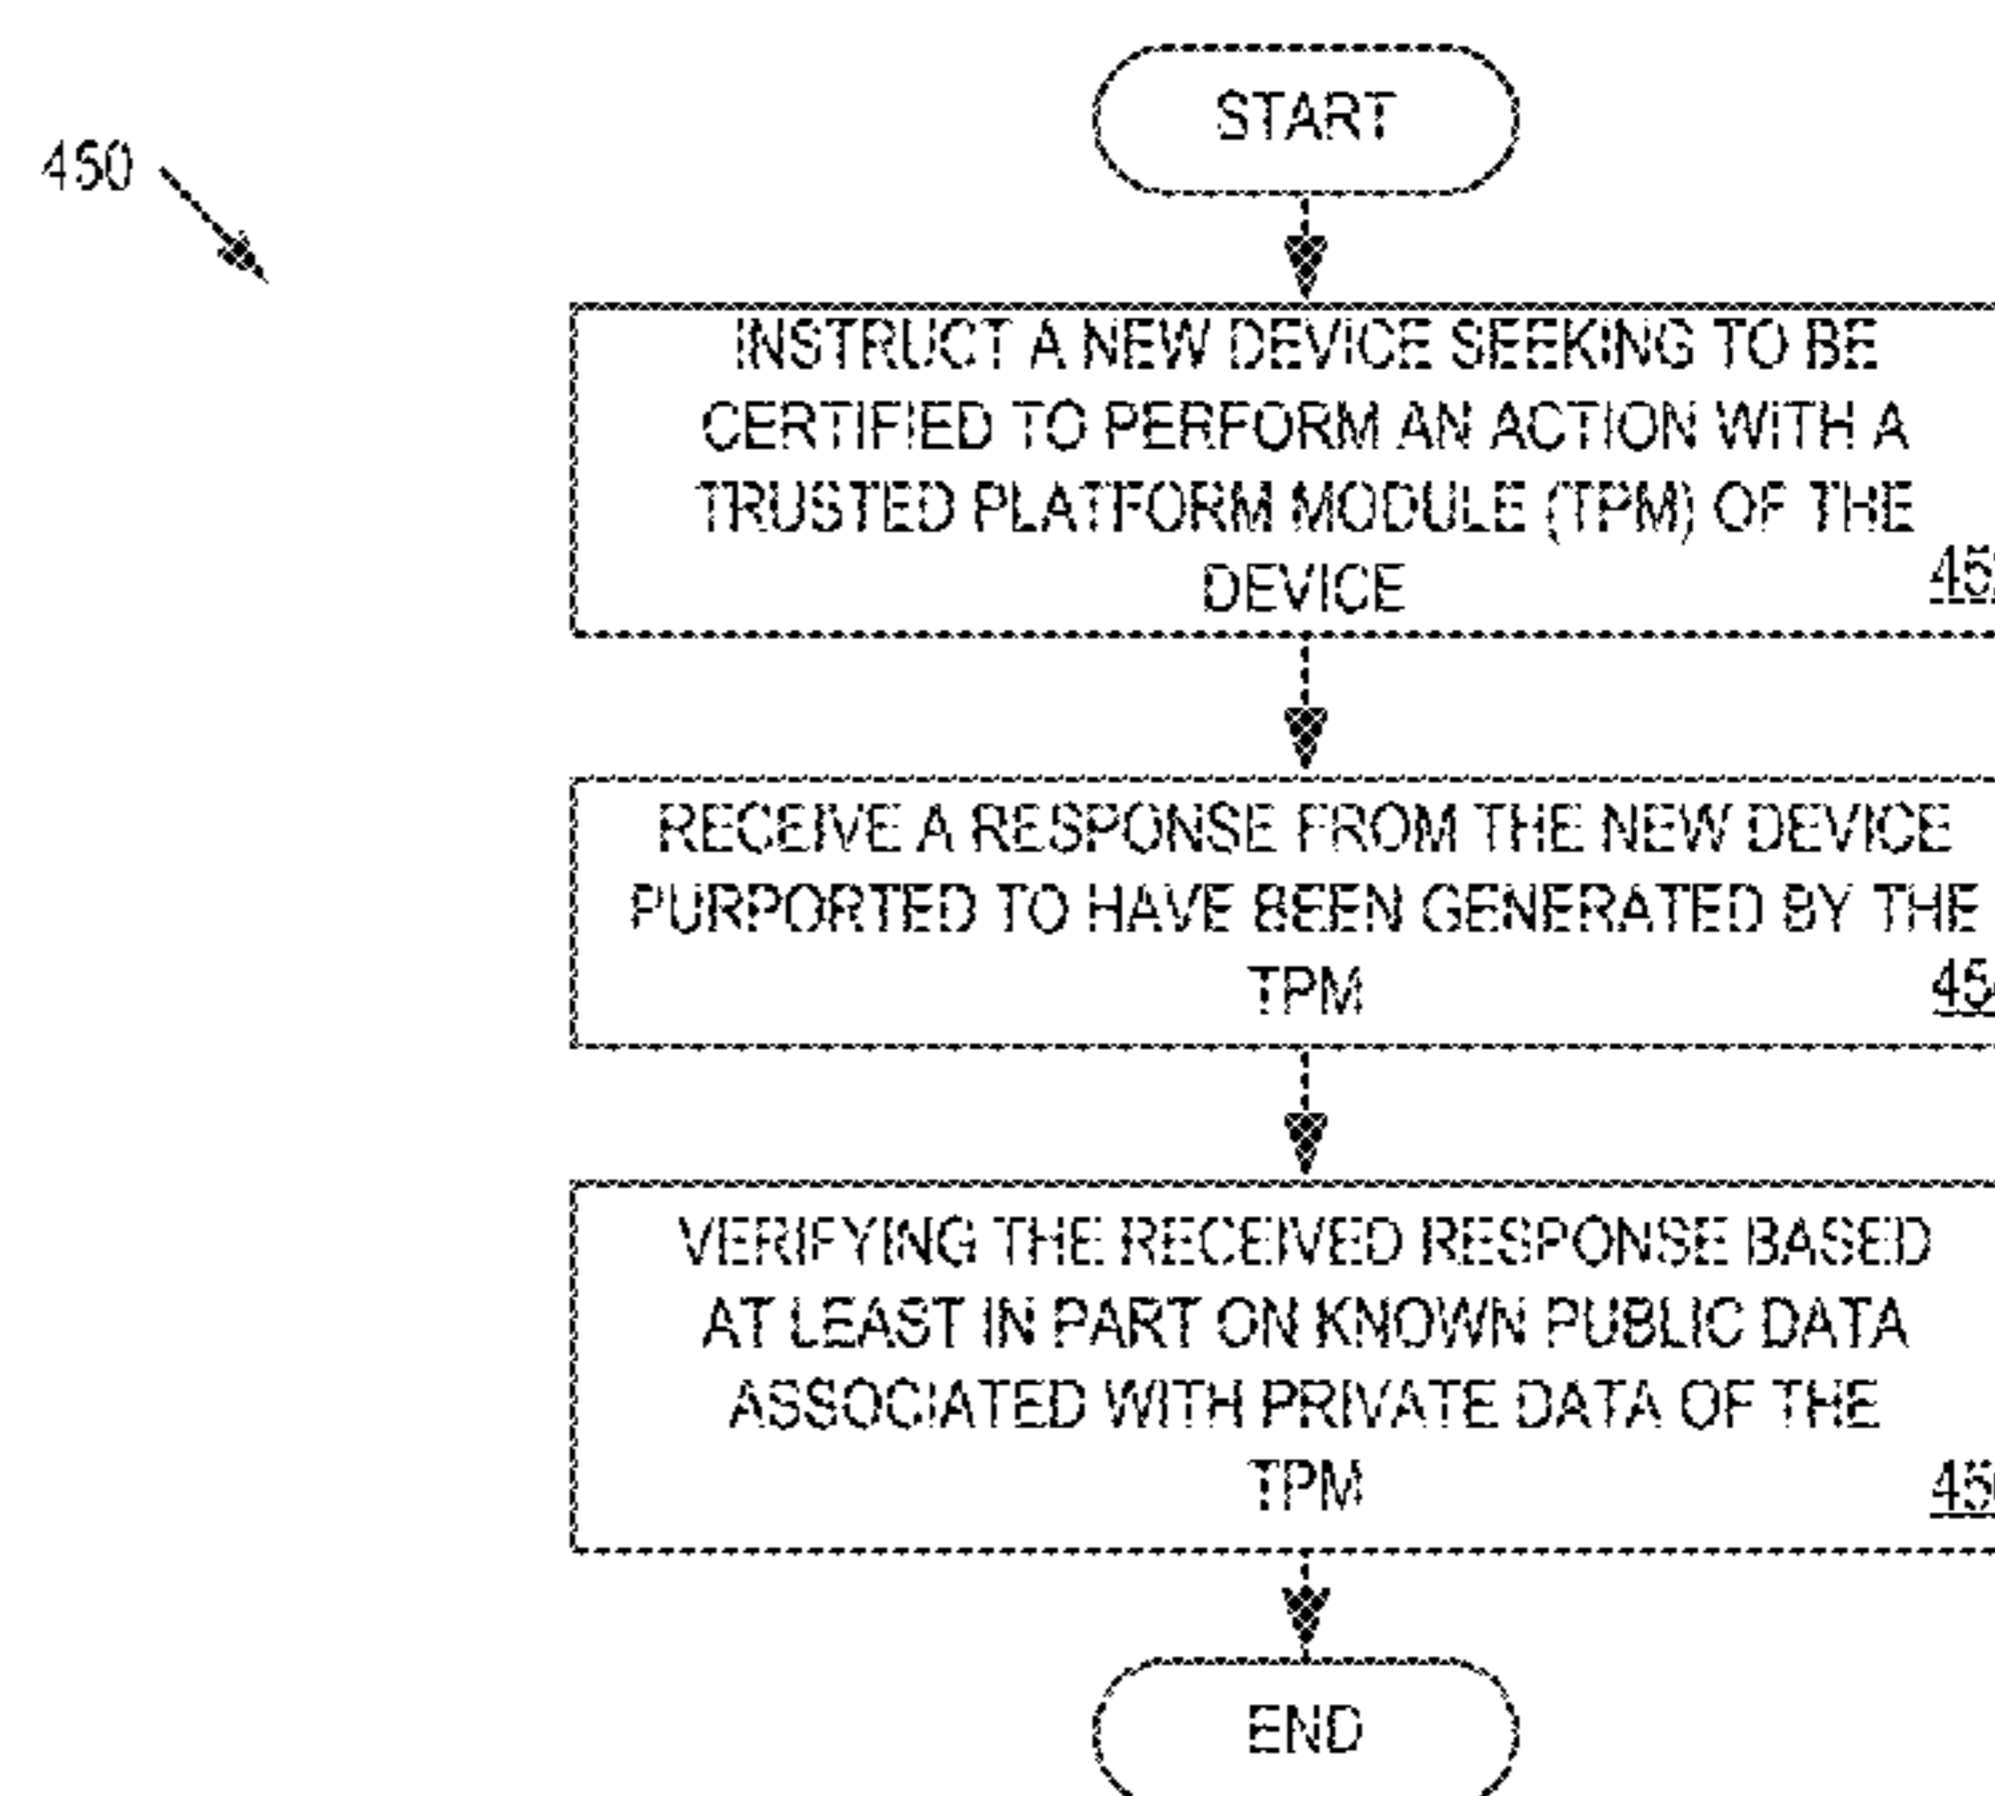 START
450
INSTRUCT A NEW DEVICE SEEKING TO BE
CERTIFIED TO PERFORM AN ACTION WITH A
TRUSTED PLATFORM MODULE (TPM) OF THE
DEVICE
RECEIVE A RESPONSE FROM THE NEW DEVICE
PURPORTED TO HAVE BEEN GENERATED BY THE
TPM
VERIFYING THE RECEIVED RESPONSE BASED
AT LEAST IN PART ON KNOWN PUBLIC DATA
ASSOCIATED WITH PRIVATE DATA OF THE
TPM
END